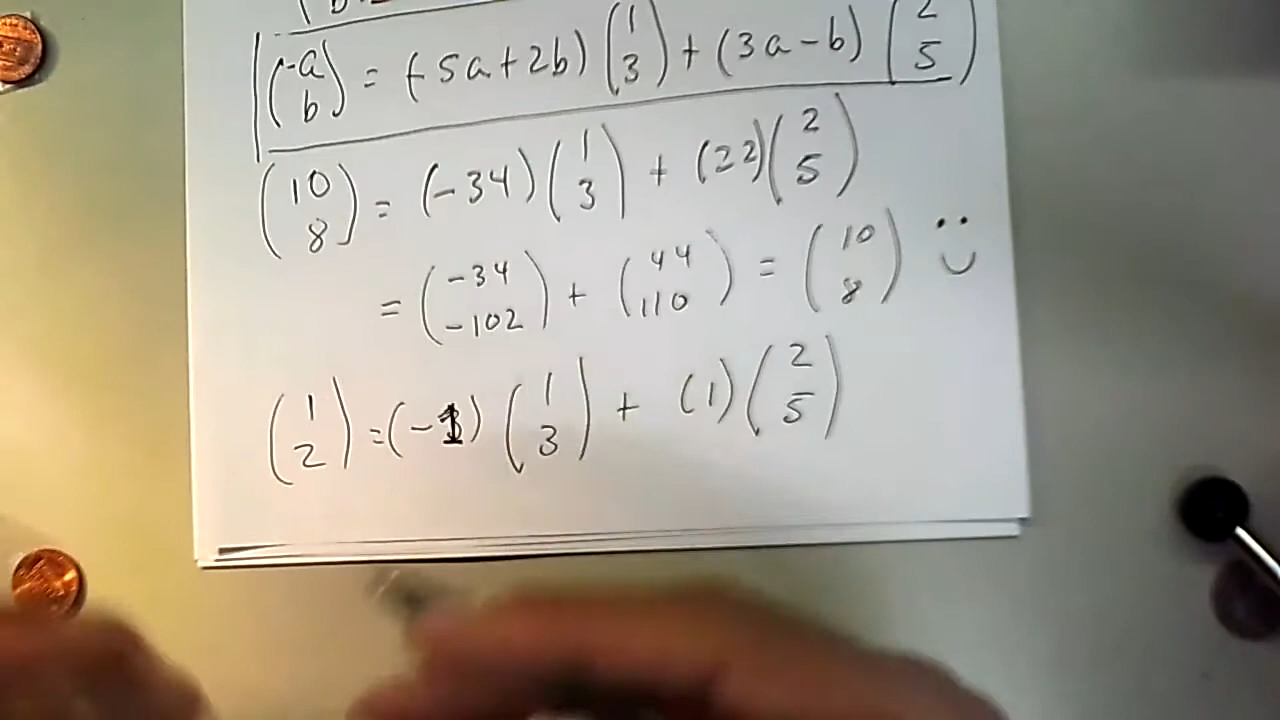 (a b) = (-5a+2b) (1 3) + (3a-b) (2 5)
(10 8) = (-34) (1 3) + (22) (2 5)
= (-34 -102) + (44 110) = (10 8)
(1 2) = (-1) (1 3) + (1) (2 5)